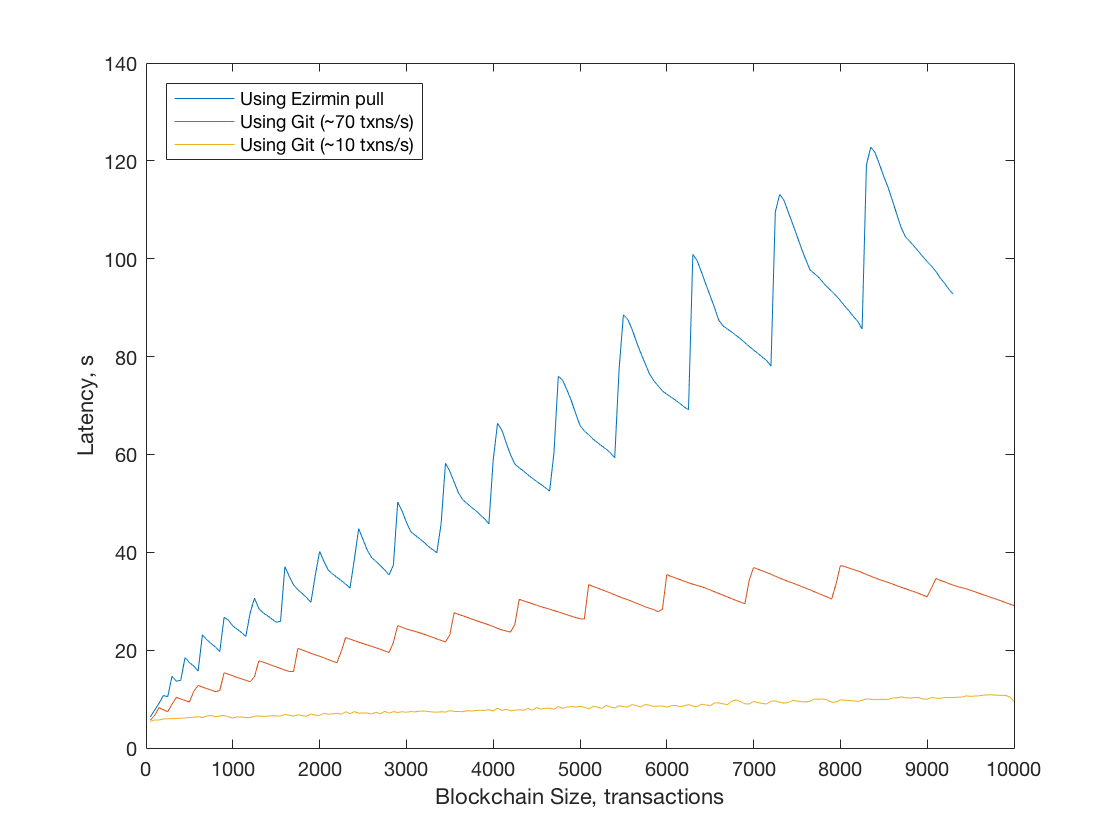 140
120
100
80
60
40
20
0
Latency, s
Using Ezirmin pull
Using Git (~70 txns/s)
Using Git (~10 txns/s)
0 1000 2000 3000 4000 5000 6000 7000 8000 9000 10000
Blockchain Size, transactions